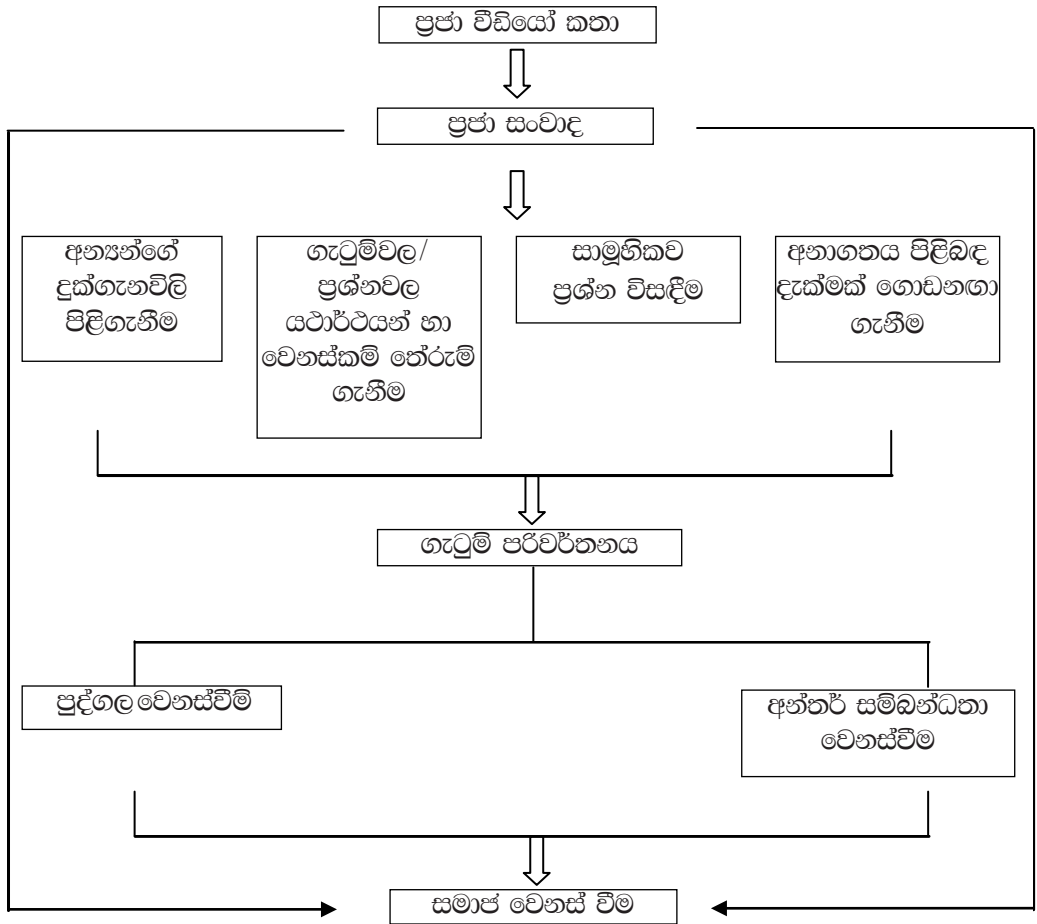 ප්‍රජා වීඩියෝ කතා
ප්‍රජා සංවාද
අන්‍යන්ගේ
දුක්ගැනවිලි
පිළිගැනීම
ගැටුම්වල/
ප්‍රශ්නවල
යථාර්ථයන් හා
වෙනස්කම් තේරුම්
ගැනීම
සාමූහිකව
ප්‍රශ්න විසඳීම
අනාගතය පිළිබඳ
දැක්මක් ගොඩනඟා
ගැනීම
ගැටුම් පරිවර්තනය
පුද්ගල වෙනස්වීම්
අන්තර් සම්බන්ධතා
වෙනස්වීම
සමාජ වෙනස් වීම